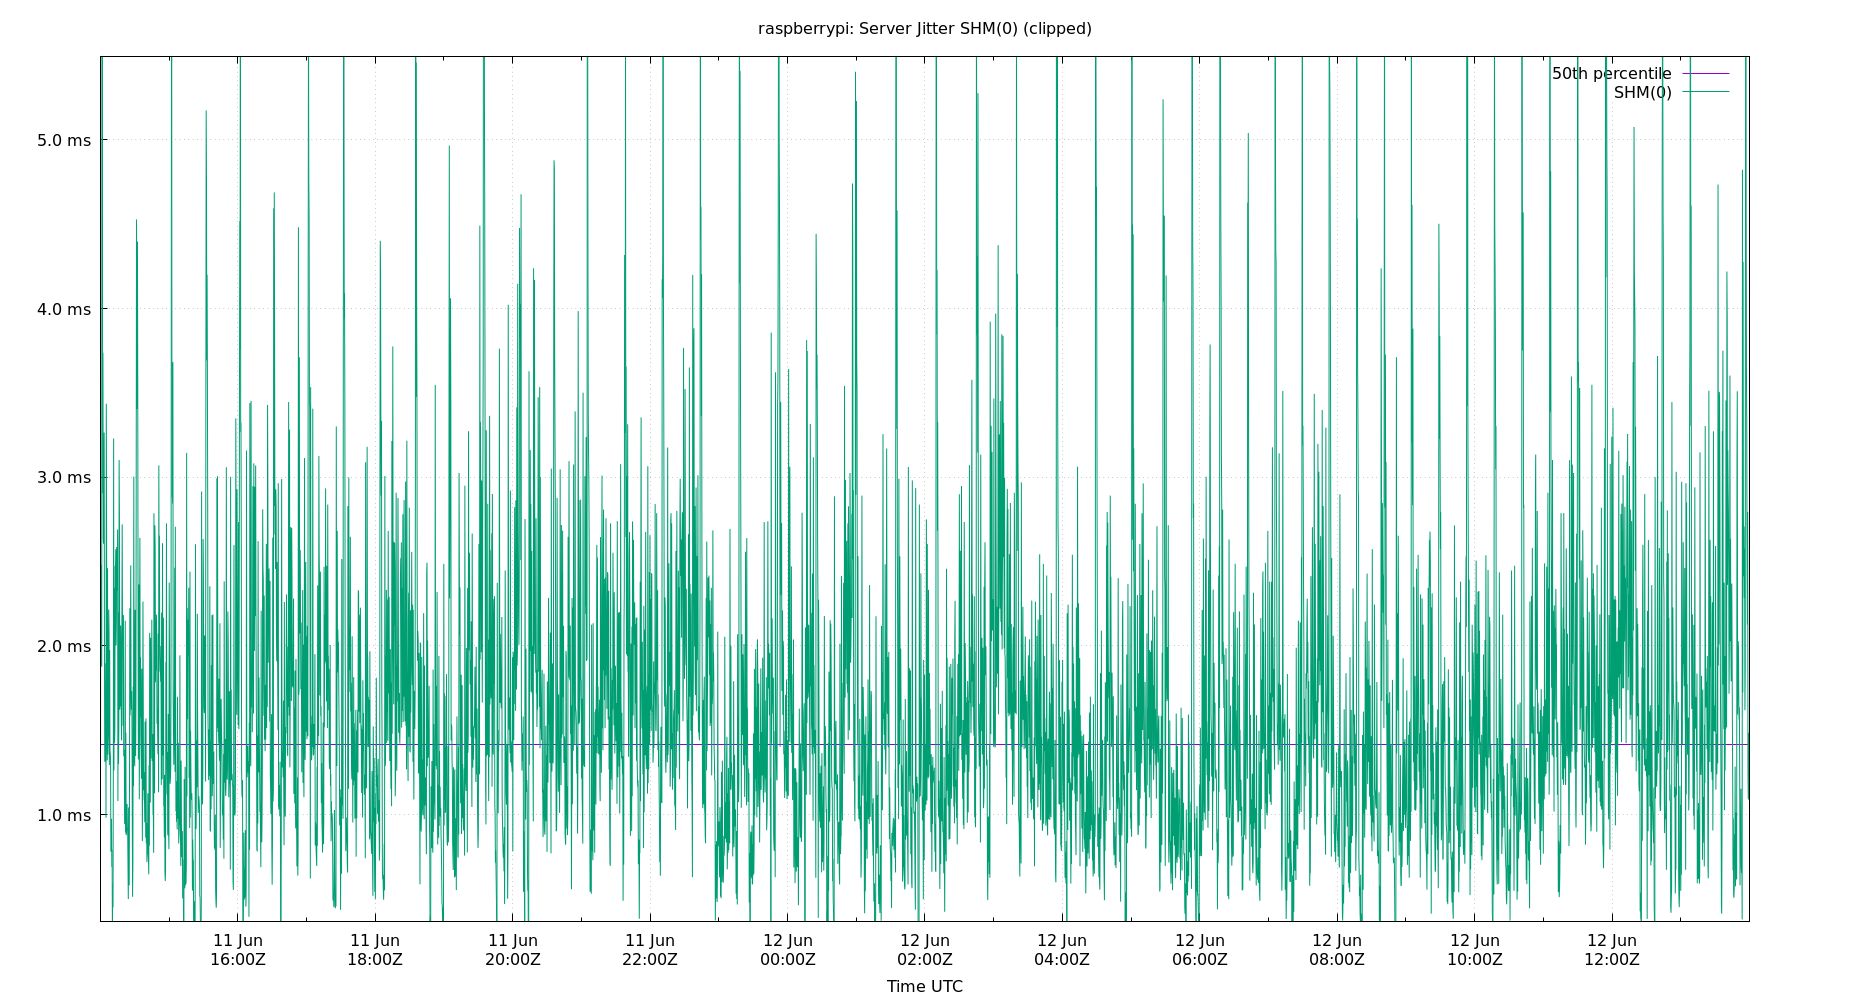 raspberrypi: Server Jitter SHM(0) (clipped)
50th percentile
SHM(0)
5.0 ms
4.0 ms
3.0 ms
2.0 ms
1.0 ms
11 Jun 11 Jun 11 Jun 11 Jun 12 Jun 12 Jun 12 Jun 12 Jun 12 Jun 12 Jun 12 Jun
16:00Z 18:00Z 20:00Z 22:00Z 00:00Z 02:00Z 04:00Z 06:00Z 08:00Z 10:00Z 12:00Z
Time UTC